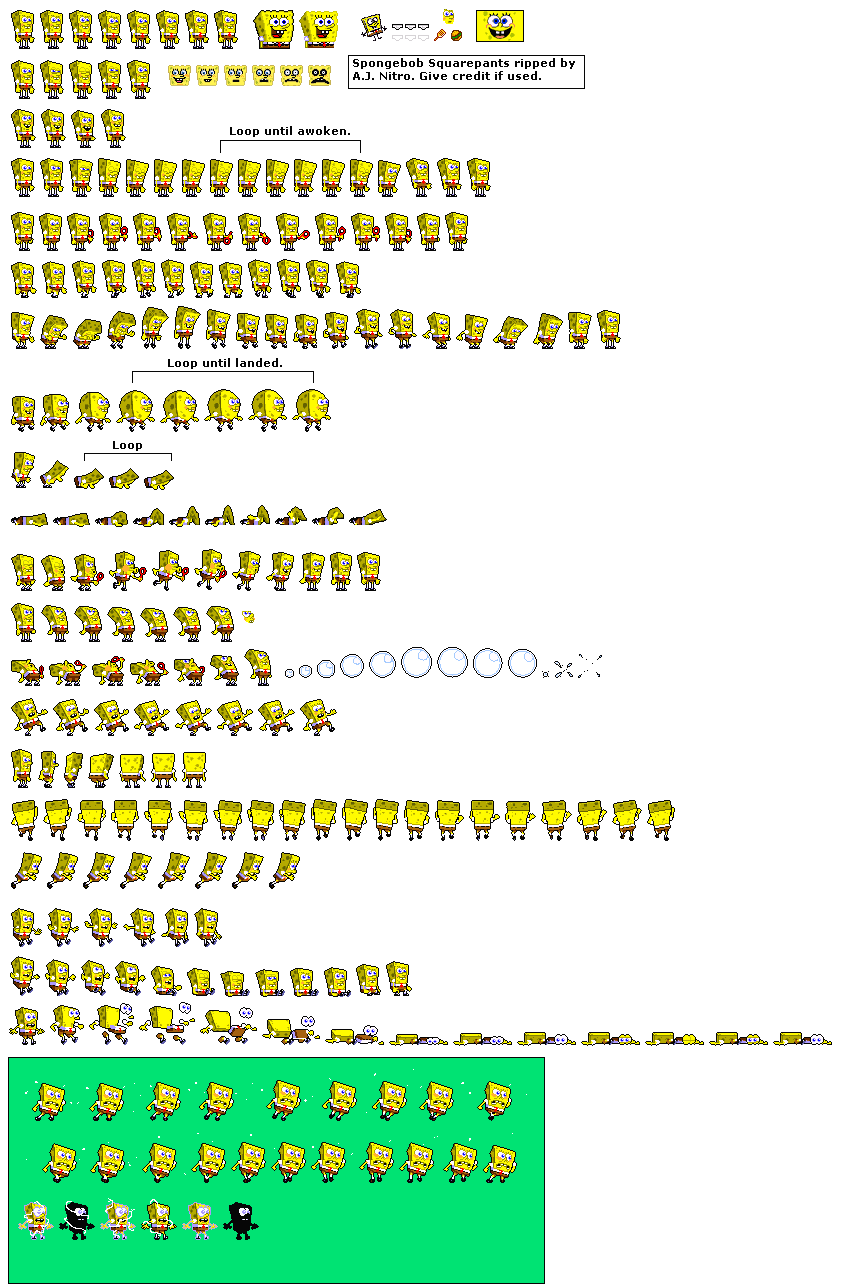 Spongebob Squarepants ripped by
A.J. Nitro. Give credit if used.
Loop until awoken.
Loop until landed.
Loop